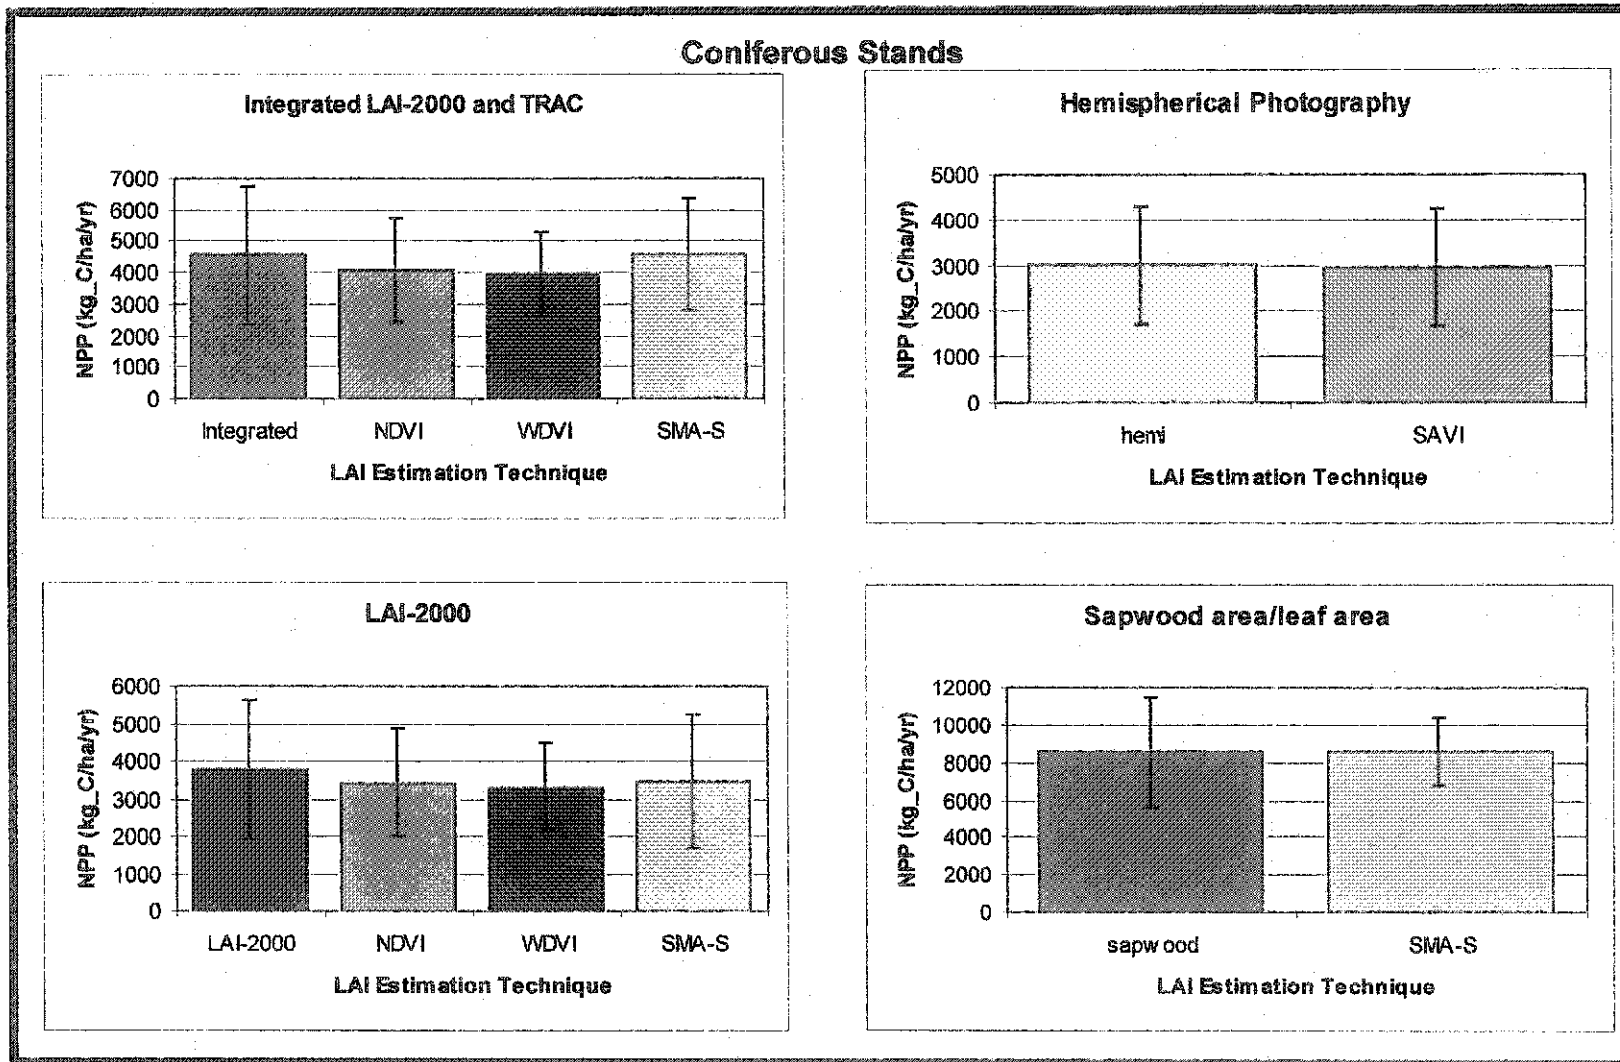 Coniferous Stands
Integrated LAI-2000 and TRAC
NPP (kg_C/ha/yr)
7000
6000
5000
4000
3000
2000
1000
0
Integrated NDVI WDVI SMA-S
LAI Estimation Technique
Hemispherical Photography
NPP (kg_C/ha/yr)
5000
4000
3000
2000
1000
0
hemi SAVI
LAI Estimation Technique
LAI-2000
NPP (kg_C/ha/yr)
6000
5000
4000
3000
2000
1000
0
LAI-2000 NDVI WDVI SMA-S
LAI Estimation Technique
Sapwood area/leaf area
NPP (kg_C/ha/yr)
12000
10000
8000
6000
4000
2000
0
sapwood SMA-S
LAI Estimation Technique